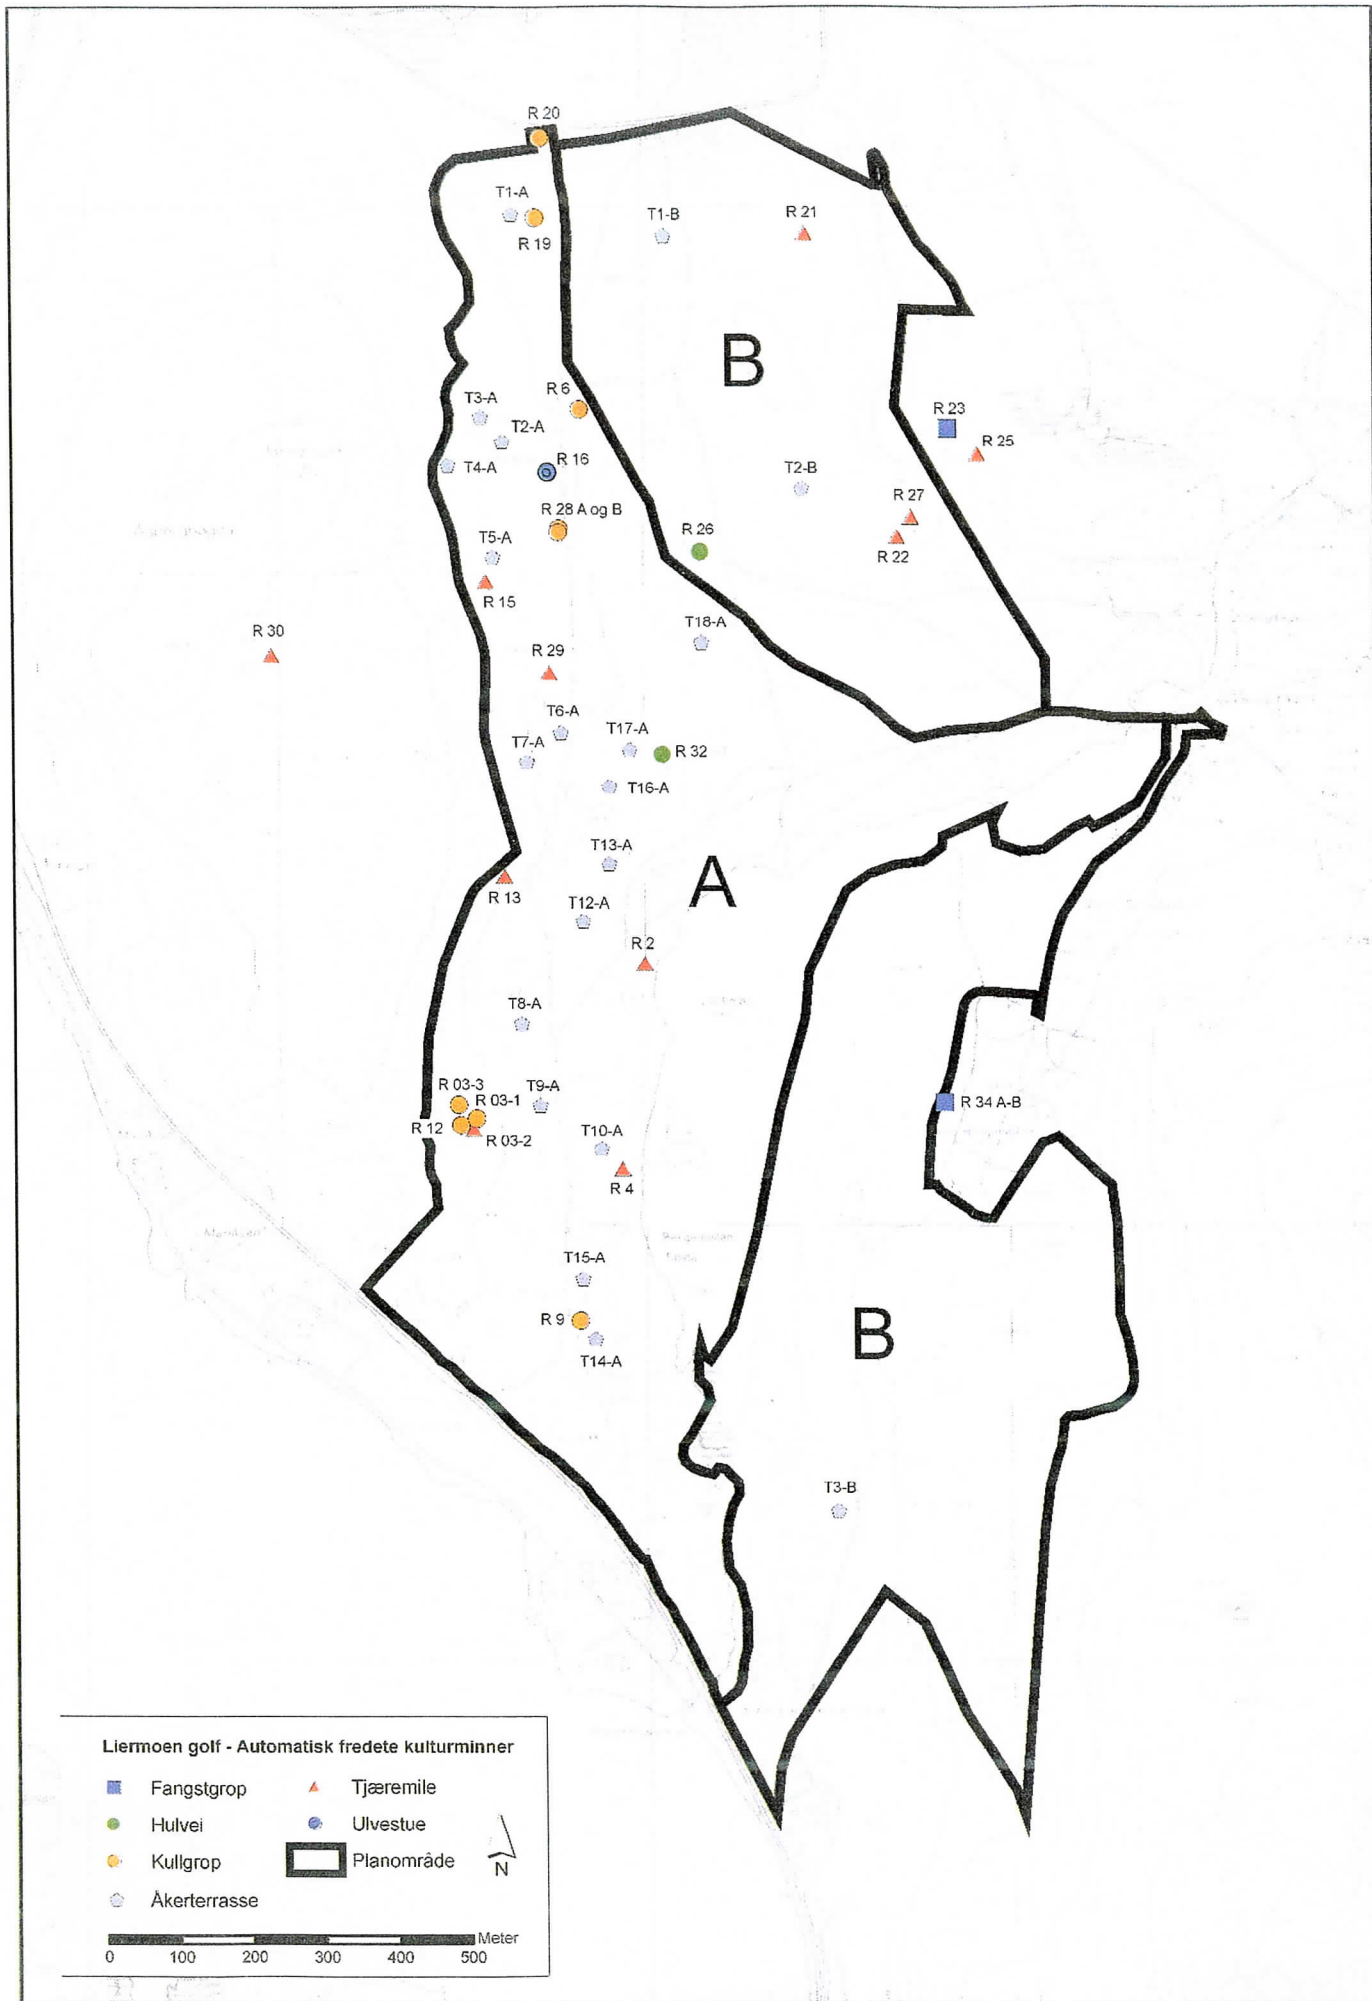 R 20
T1-A
R 19
T1-B
R 21
B
R 6
T3-A
T2-A
R 23
R 25
T4-A
R 16
T2-B
R 27
R 28 A og B
R 26
R 22
T5-A
R 15
T18-A
R 30
R 29
T6-A
T17-A
R 32
T7-A
T16-A
T13-A
A
R 13
T12-A
R 2
T8-A
R 03-3
T9-A
R 03-1
R 34 A-B
R 12
R 03-2
T10-A
R 4
T15-A
R 9
B
T14-A
T3-B
Liermoen golf - Automatisk fredete kulturminner
Fangstgrop
Tjæremile
Hulvei
Ulvestue
Kullgrop
Planområde
N
Åkerterrasse
Meter
0 100 200 300 400 500